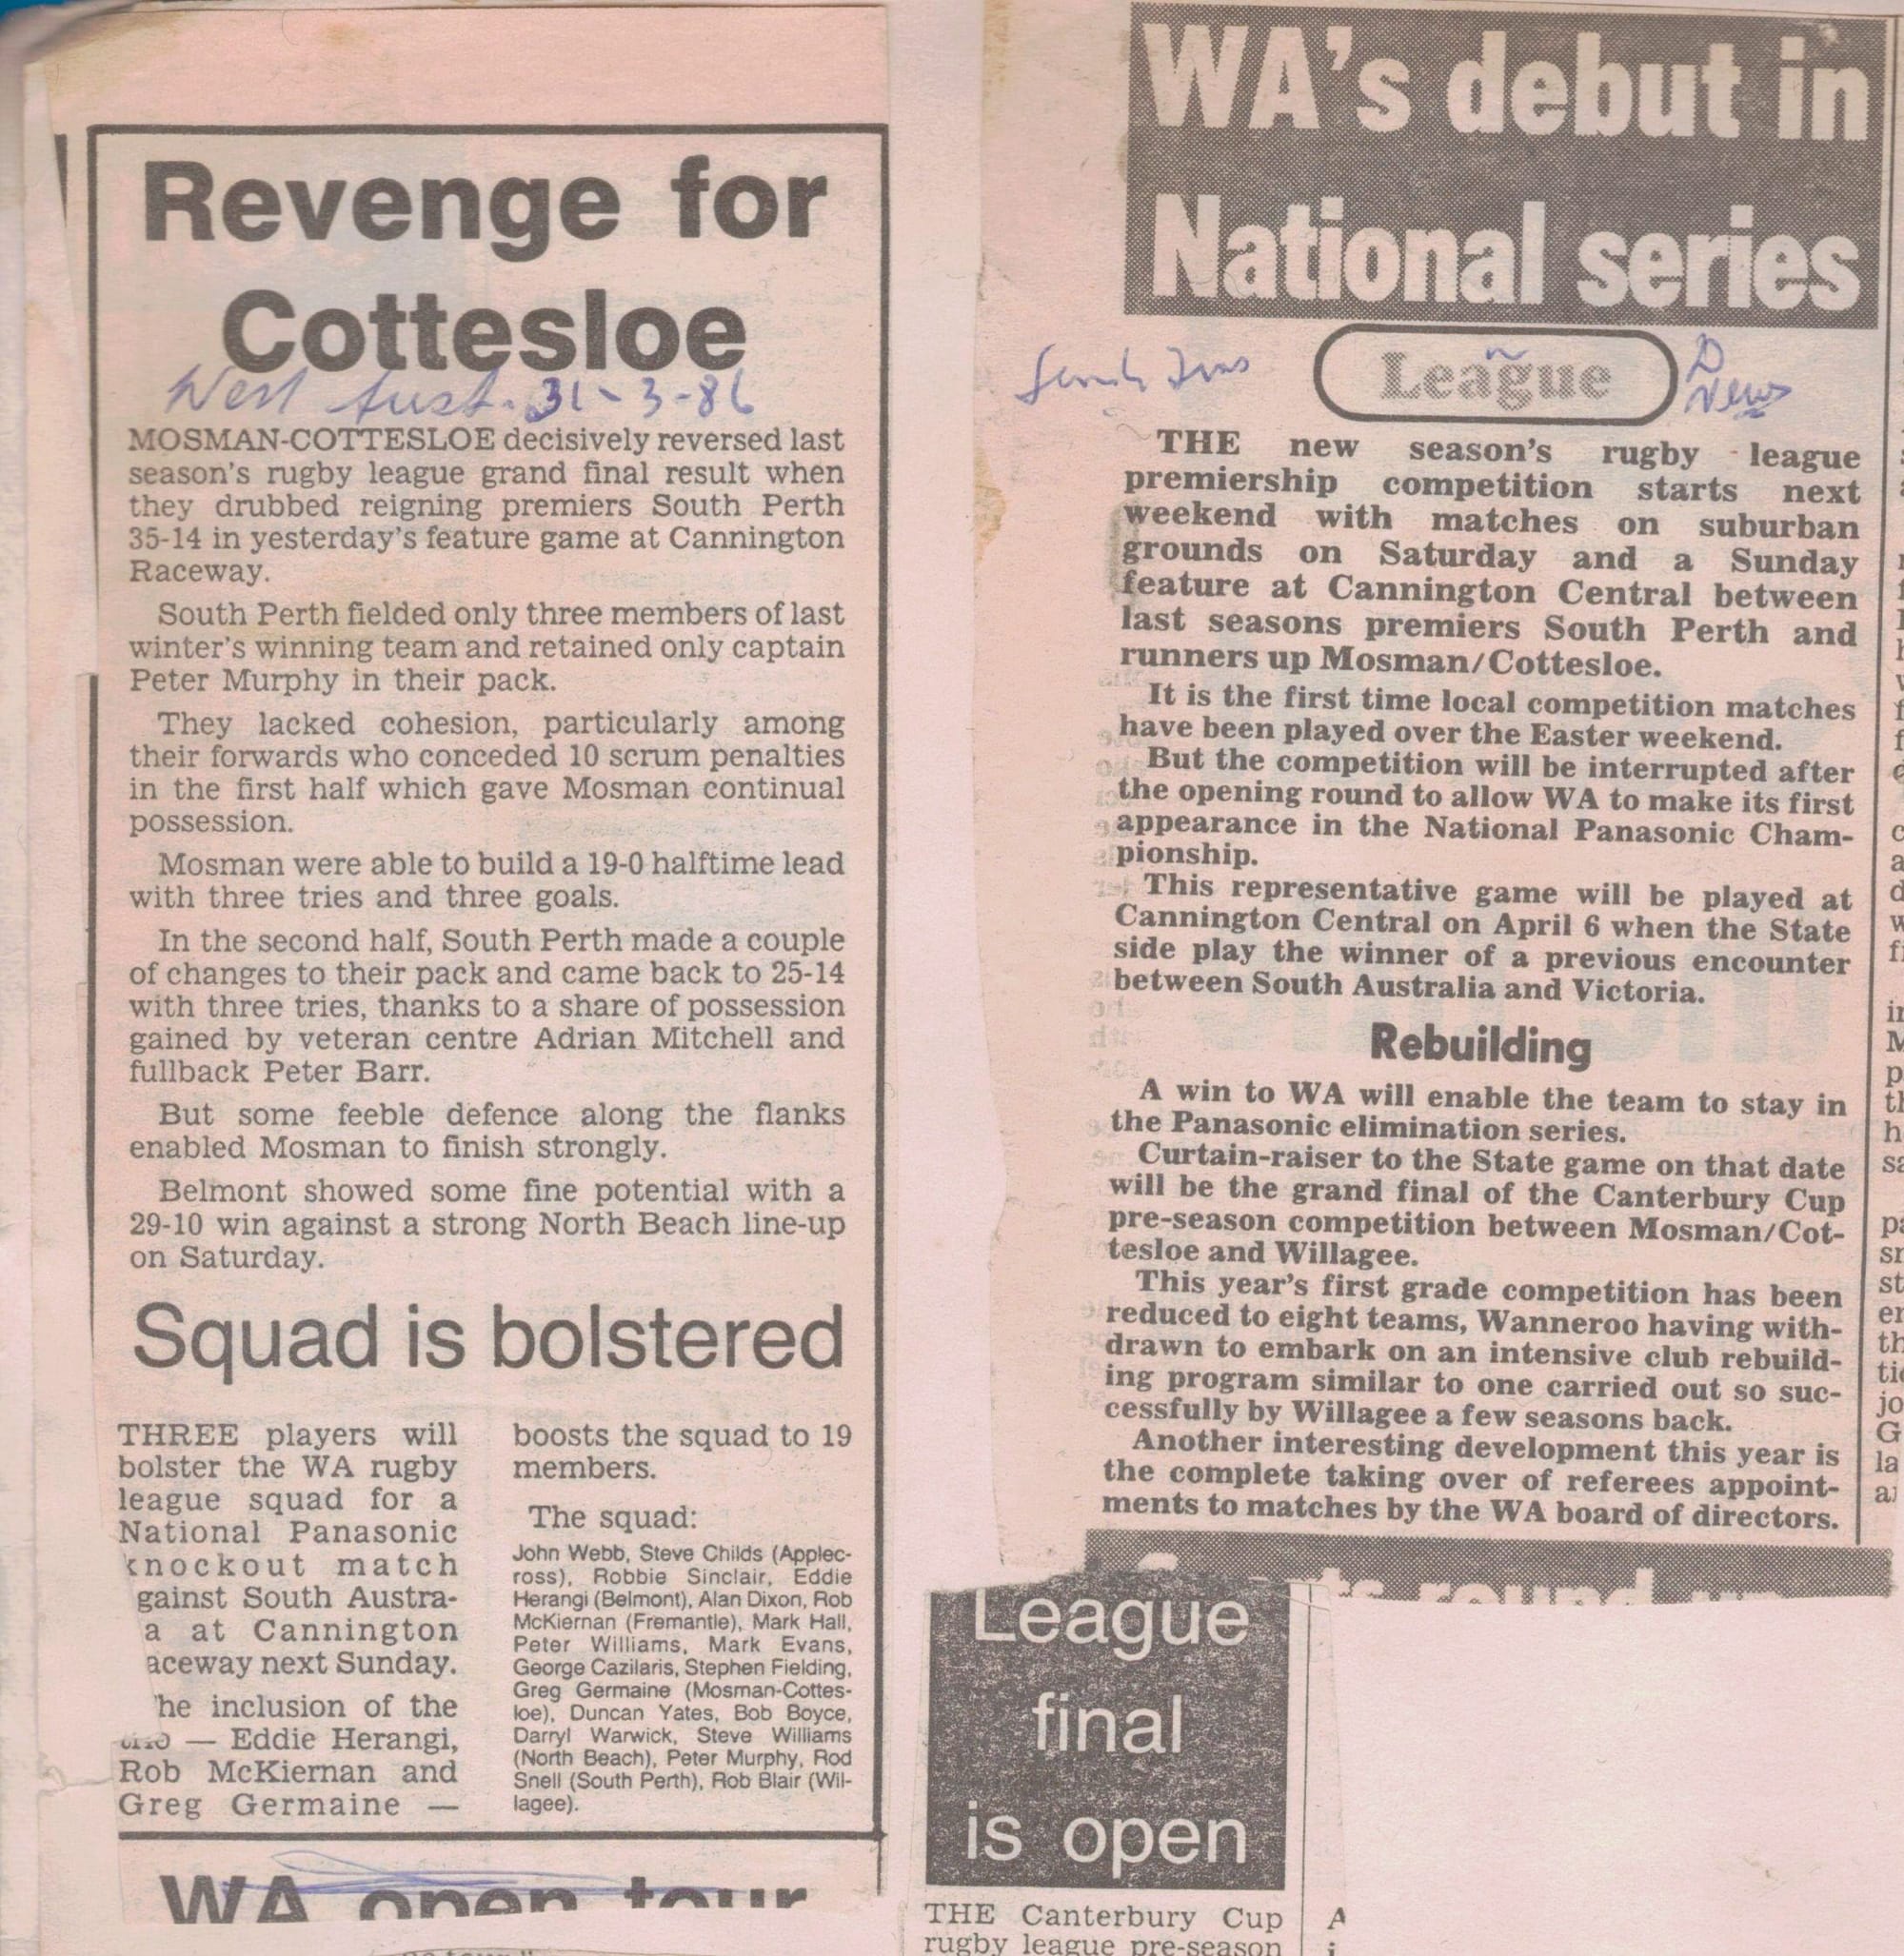 Revenge for
Cottesloe
West Aust. 31-3-86
MOSMAN-COTTESLOE decisively reversed last
season's rugby league grand final result when
they drubbed reigning premiers South Perth
35-14 in yesterday's feature game at Cannington
Raceway.
South Perth fielded only three members of last
winter's winning team and retained only captain
Peter Murphy in their pack.
They lacked cohesion, particularly among
their forwards who conceded 10 scrum penalties
in the first half which gave Mosman continual
possession.
Mosman were able to build a 19-0 halftime lead
with three tries and three goals.
In the second half, South Perth made a couple
of changes to their pack and came back to 25-14
with three tries, thanks to a share of possession
gained by veteran centre Adrian Mitchell and
fullback Peter Barr.
But some feeble defence along the flanks
enabled Mosman to finish strongly.
Belmont showed some fine potential with a
29-10 win against a strong North Beach line-up
on Saturday.
Squad is bolstered
THREE players will
bolster the WA rugby
league squad for a
National Panasonic
knockout match
gainst South Austra-
a at Cannington
aceway next Sunday.
he inclusion of the
— Eddie Herangi,
Rob McKiernan and
Greg Germaine —
boosts the squad to 19
members.
The squad:
John Webb, Steve Childs (Applec-
ross), Robbie Sinclair, Eddie
Herangi (Belmont), Alan Dixon, Rob
McKiernan (Fremantle), Mark Hall,
Peter Williams, Mark Evans,
George Cazilaris, Stephen Fielding,
Greg Germaine (Mosman-Cottes-
loe), Duncan Yates, Bob Boyce,
Darryl Warwick, Steve Williams
(North Beach), Peter Murphy, Rod
Snell (South Perth), Rob Blair (Wil-
lagee).
WA open tour
WA's debut in
National series
League
D
News
THE new season's rugby league
premiership competition starts next
weekend with matches on suburban
grounds on Saturday and a Sunday
feature at Cannington Central between
last seasons premiers South Perth and
runners up Mosman/Cottesloe.
It is the first time local competition matches
have been played over the Easter weekend.
But the competition will be interrupted after
the opening round to allow WA to make its first
appearance in the National Panasonic Cham-
pionship.
This representative game will be played at
Cannington Central on April 6 when the State
side play the winner of a previous encounter
between South Australia and Victoria.
Rebuilding
A win to WA will enable the team to stay in
the Panasonic elimination series.
Curtain-raiser to the State game on that date
will be the grand final of the Canterbury Cup
pre-season competition between Mosman/Cot-
tesloe and Willagee.
This year's first grade competition has been
reduced to eight teams, Wanneroo having with-
drawn to embark on an intensive club rebuild-
ing program similar to one carried out so suc-
cessfully by Willagee a few seasons back.
Another interesting development this year is
the complete taking over of referees appoint-
ments to matches by the WA board of directors.
League
final
is open
THE Canterbury Cup
rugby league pre-season